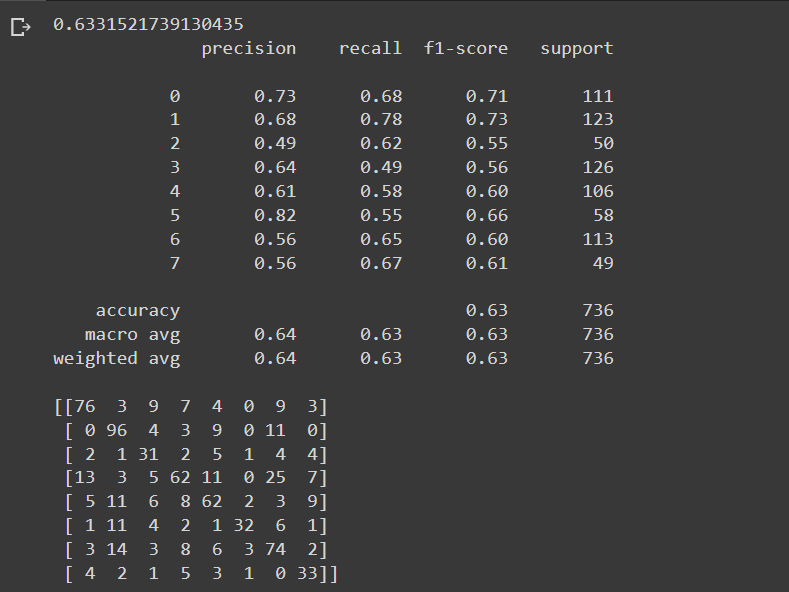 0.6331521739130435
              precision    recall  f1-score   support

           0       0.73      0.68      0.71       111
           1       0.68      0.78      0.73       123
           2       0.49      0.62      0.55        50
           3       0.64      0.49      0.56       126
           4       0.61      0.58      0.60       106
           5       0.82      0.55      0.66        58
           6       0.56      0.65      0.60       113
           7       0.56      0.67      0.61        49

    accuracy                           0.63       736
   macro avg       0.64      0.63      0.63       736
weighted avg       0.64      0.63      0.63       736

[[76  3  9  7  4  0  9  3]
 [ 0 96  4  3  9  0 11  0]
 [ 2  1 31  2  5  1  4  4]
 [13  3  5 62 11  0 25  7]
 [ 5 11  6  8 62  2  3  9]
 [ 1 11  4  2  1 32  6  1]
 [ 3 14  3  8  6  3 74  2]
 [ 4  2  1  5  3  1  0 33]]